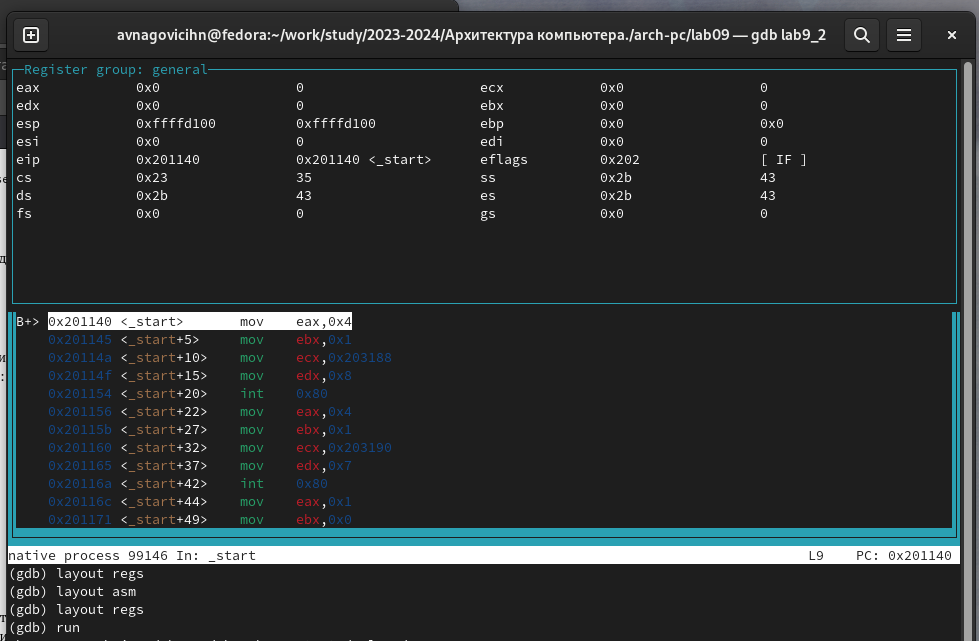 avnagovicihn@fedora:~/work/study/2023-2024/Архитектура компьютера./arch-pc/lab09 — gdb lab9_2
Register group: general
eax 0x0 0 ecx 0x0 0
edx 0x0 0 ebx 0x0 0
esp 0xffffd100 0xffffd100 ebp 0x0 0x0
esi 0x0 0 edi 0x0 0
eip 0x201140 0x201140 <_start> eflags 0x202 [ IF ]
cs 0x23 35 ss 0x2b 43
ds 0x2b 43 es 0x2b 43
fs 0x0 0 gs 0x0 0
B+> 0x201140 <_start> mov eax,0x4
0x201145 <_start+5> mov ebx,0x1
0x20114a <_start+10> mov ecx,0x203188
0x20114f <_start+15> mov edx,0x8
0x201154 <_start+20> int 0x80
0x201156 <_start+22> mov eax,0x4
0x20115b <_start+27> mov ebx,0x1
0x201160 <_start+32> mov ecx,0x203190
0x201165 <_start+37> mov edx,0x7
0x20116a <_start+42> int 0x80
0x20116c <_start+44> mov eax,0x1
0x201171 <_start+49> mov ebx,0x0
native process 99146 In: _start L9 PC: 0x201140
(gdb) layout regs
(gdb) layout asm
(gdb) layout regs
(gdb) run